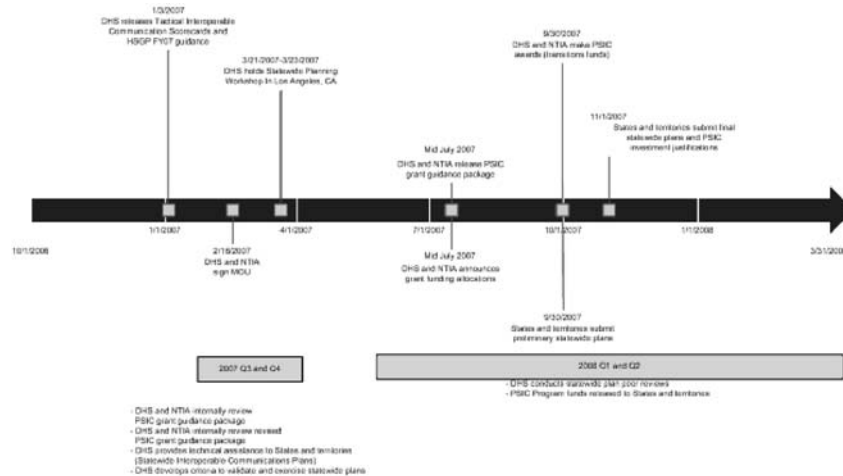 1/3/2007
DHS releases Tactical Interoperable
Communication Scorecards and
HSGP FY07 guidance
3/21/2007-3/23/2007
DHS holds Statewide Planning
Workshop In Los Angeles, CA
9/30/2007
DHS and NTIA make PSIC
awards (transitions funds)
11/1/2007
States and territories submit final
statewide plans and PSIC
investment justifications
Mid July 2007
DHS and NTIA release PSIC
grant guidance package
10/1/2006
1/1/2007
4/1/2007
7/1/2007
10/1/2007
1/1/2008
3/31/200
2/16/2007
DHS and NTIA
sign MOU
Mid July 2007
DHS and NTIA announces
grant funding allocations
9/30/2007
States and territories submit
preliminary statewide plans
2007 Q3 and Q4
2008 Q1 and Q2
- DHS conducts statewide plan peer reviews
- PSIC Program funds released to States and territories
- DHS and NTIA internally review
PSIC grant guidance package
- DHS and NTIA internally review revised
PSIC grant guidance package
- DHS provides technical assistance to States and territories
(Statewide Interoperable Communications Plans)
- DHS develops criteria to validate and exercise statewide plans